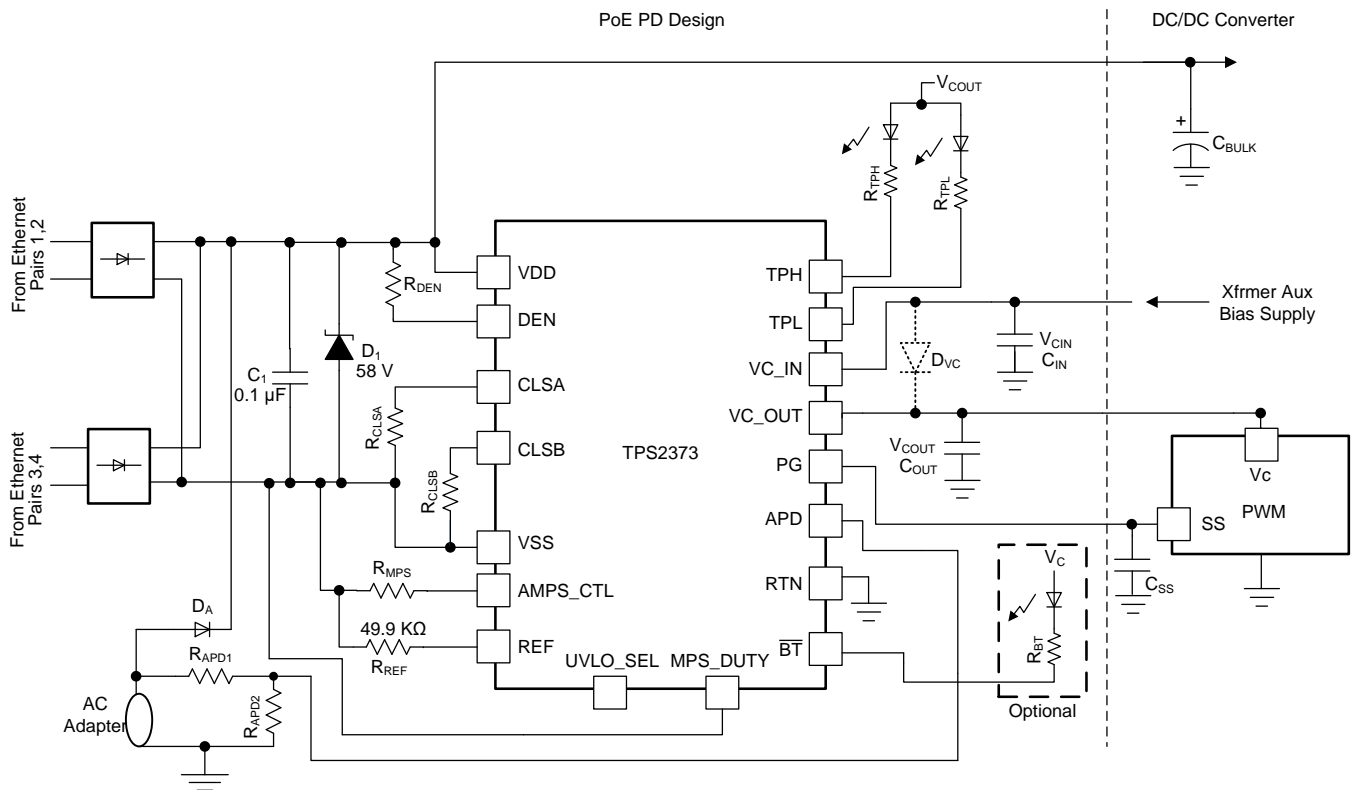 PoE PD Design
DC/DC Converter
VCOUT
+
CBULK
RTPH
RTPL
From Ethernet
Pairs 1,2
VDD
RDEN
DEN
TPH
TPL
Xfrmer Aux
Bias Supply
VCIN
CIN
DVC
VC_IN
D1
58 V
C1
0.1 µF
CLSA
VC_OUT
RCLSA
TPS2373
CLSB
VCOUT
COUT
PG
Vc
RCLSB
From Ethernet
Pairs 3,4
APD
SS
PWM
VSS
VC
CSS
RMPS
AMPS_CTL
RTN
DA
49.9 KΩ
REF
RREF
BT
RBT
RAPD1
UVLO_SEL
MPS_DUTY
Optional
AC
Adapter
RAPD2